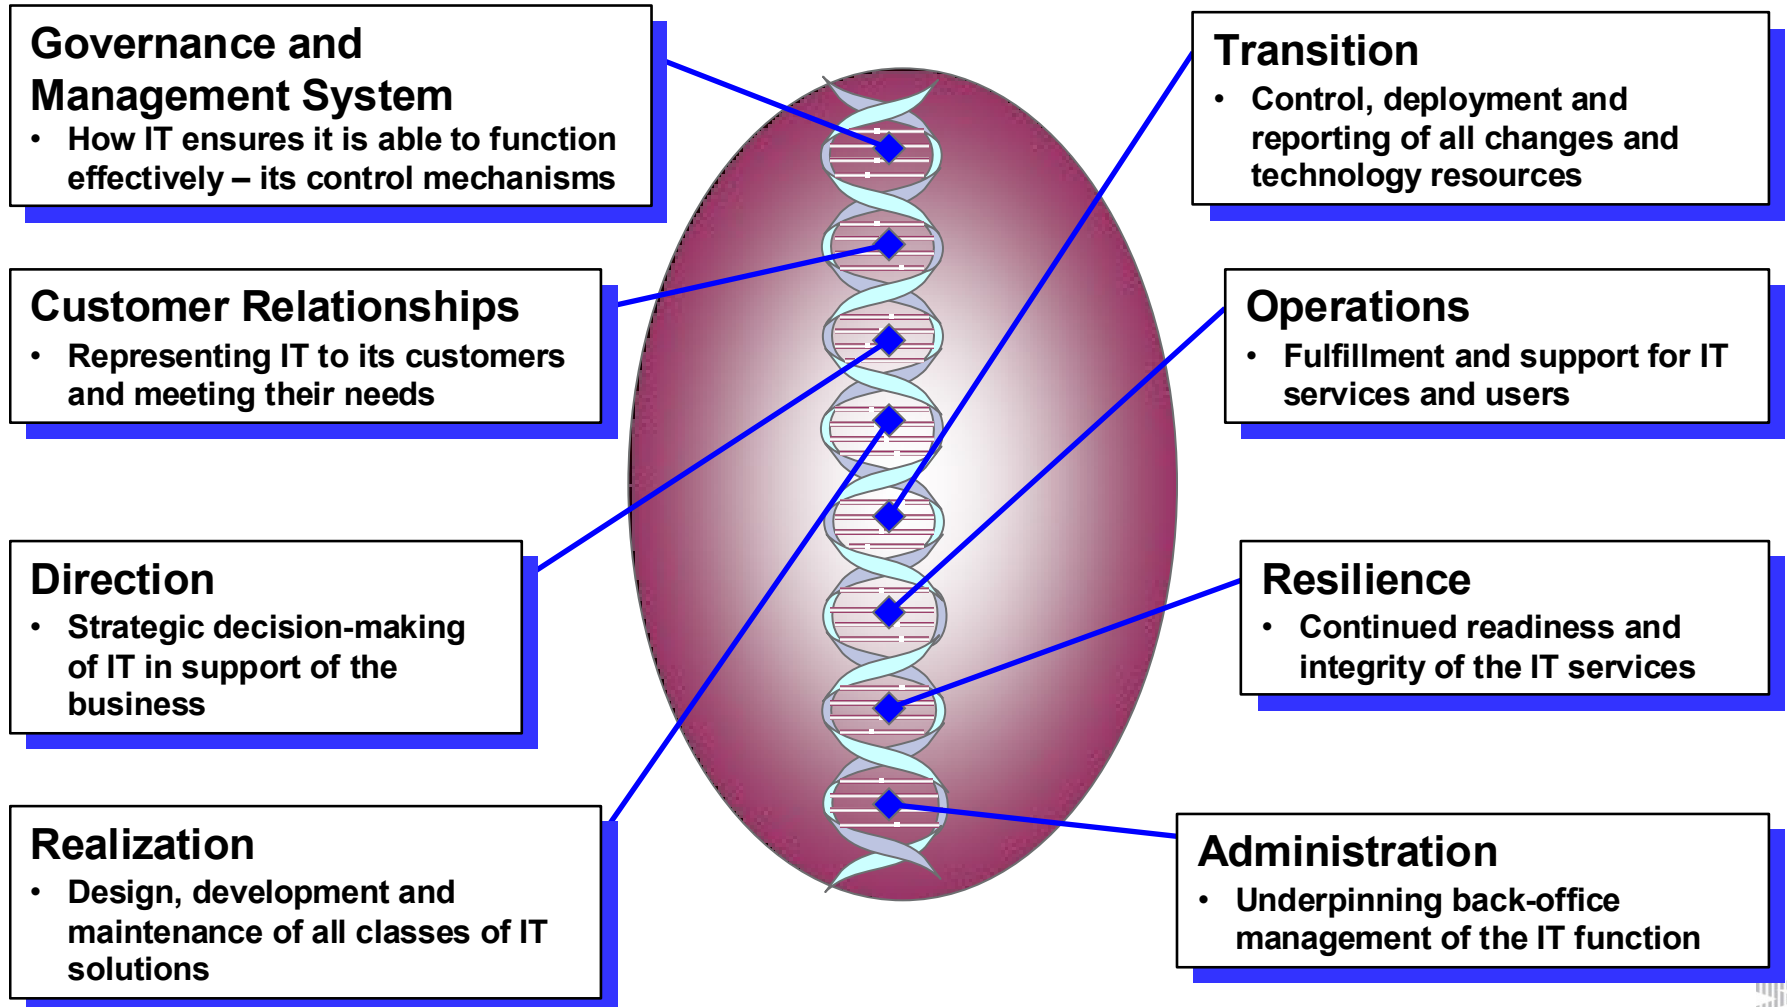 Governance and
Management System
• How IT ensures it is able to function
effectively – its control mechanisms
Customer Relationships
• Representing IT to its customers
and meeting their needs
Direction
• Strategic decision-making
of IT in support of the
business
Realization
• Design, development and
maintenance of all classes of IT
solutions
Transition
• Control, deployment and
reporting of all changes and
technology resources
Operations
• Fulfillment and support for IT
services and users
Resilience
• Continued readiness and
integrity of the IT services
Administration
• Underpinning back-office
management of the IT function